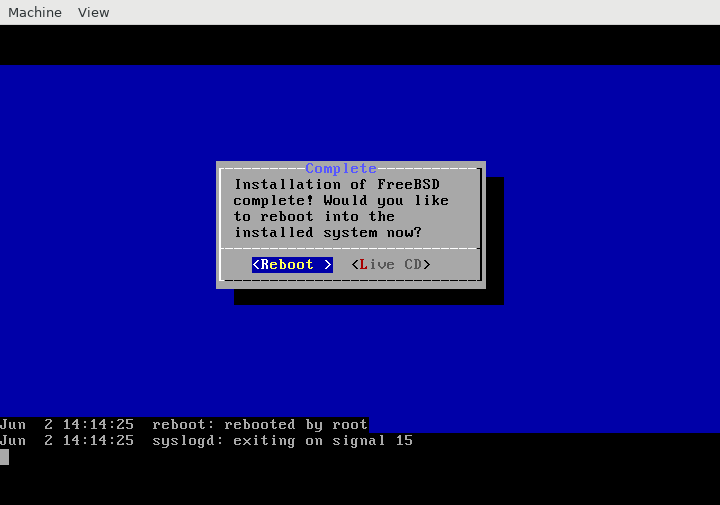 Machine View
Complete
Installation of FreeBSD
complete! Would you like
to reboot into the
installed system now?
<Reboot > <Live CD>
Jun  2 14:14:25  reboot: rebooted by root
Jun  2 14:14:25  syslogd: exiting on signal 15